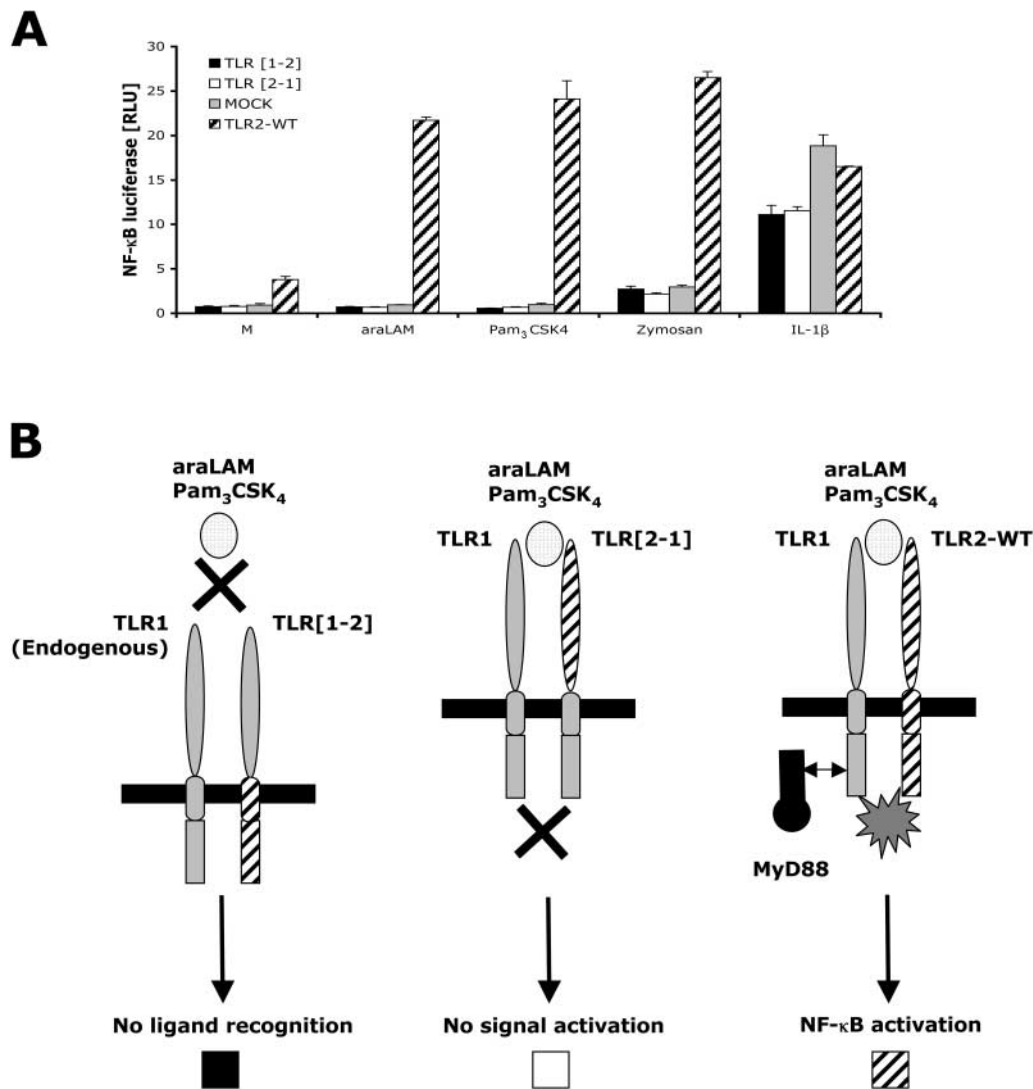 A
NF-κB luciferase [RLU]
30
25
20
15
10
5
0
TLR [1-2]
TLR [2-1]
MOCK
TLR2-WT
M
araLAM
Pam₃CSK4
Zymosan
IL-1β
B
araLAM
Pam₃CSK₄
TLR1
(Endogenous)
TLR[1-2]
No ligand recognition
araLAM
Pam₃CSK₄
TLR1
TLR[2-1]
No signal activation
araLAM
Pam₃CSK₄
TLR1
TLR2-WT
MyD88
NF-κB activation